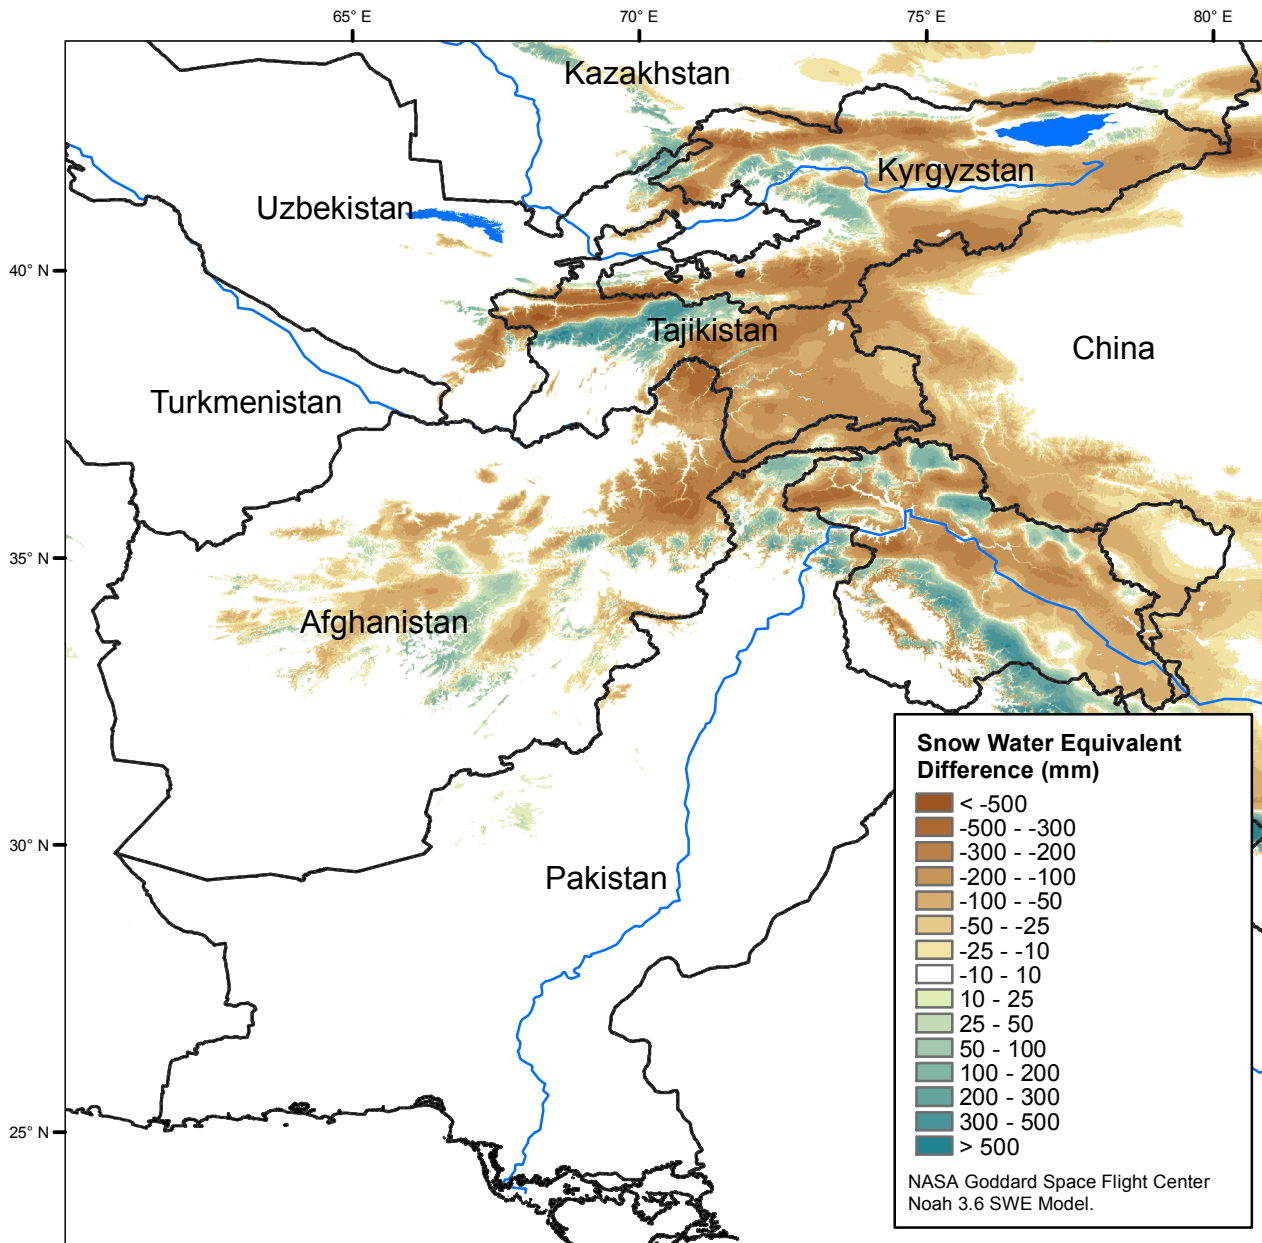 65° E
70° E
75° E
80° E
Kazakhstan
Kyrgyzstan
Uzbekistan
40° N
Tajikistan
China
Turkmenistan
35° N
Afghanistan
30° N
Pakistan
25° N
Snow Water Equivalent
Difference (mm)
< -500
-500 - -300
-300 - -200
-200 - -100
-100 - -50
-50 - -25
-25 - -10
-10 - 10
10 - 25
25 - 50
50 - 100
100 - 200
200 - 300
300 - 500
> 500
NASA Goddard Space Flight Center
Noah 3.6 SWE Model.